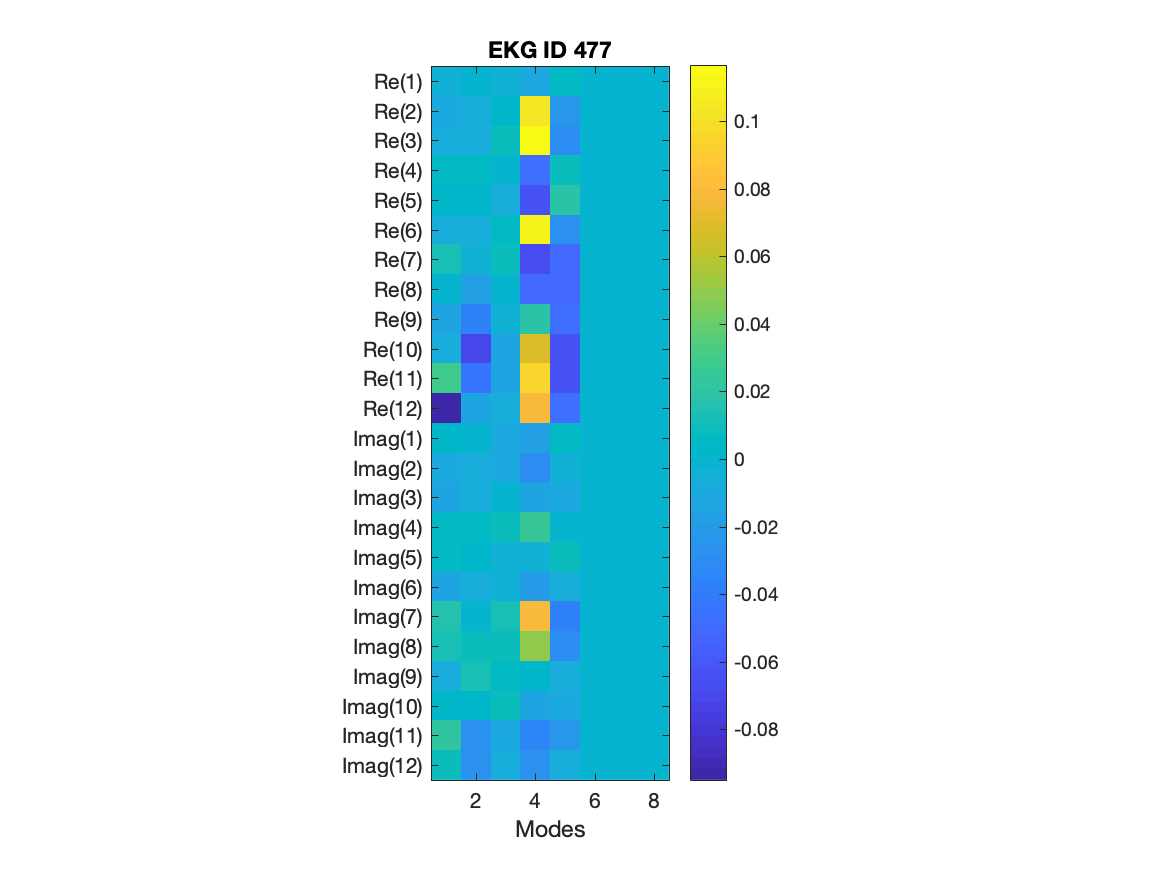 EKG ID 477
Re(1)
Re(2)
Re(3)
Re(4)
Re(5)
Re(6)
Re(7)
Re(8)
Re(9)
Re(10)
Re(11)
Re(12)
Imag(1)
Imag(2)
Imag(3)
Imag(4)
Imag(5)
Imag(6)
Imag(7)
Imag(8)
Imag(9)
Imag(10)
Imag(11)
Imag(12)
2 4 6 8
Modes
0.1
0.08
0.06
0.04
0.02
0
-0.02
-0.04
-0.06
-0.08